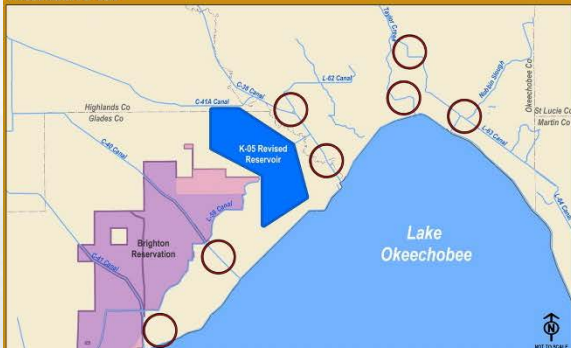 Taylor Creek
L-62 Canal
C-38 Canal
Nubbin Slough
Okeechobee Co
Highlands Co
C-41A Canal
Glades Co
St Lucie Co
Martin Co
L-63 Canal
K-05 Revised
Reservoir
C-40 Canal
L-59 Canal
L-64 Canal
Brighton
Reservation
Lake
Okeechobee
C-41 Canal
N
NOT TO SCALE